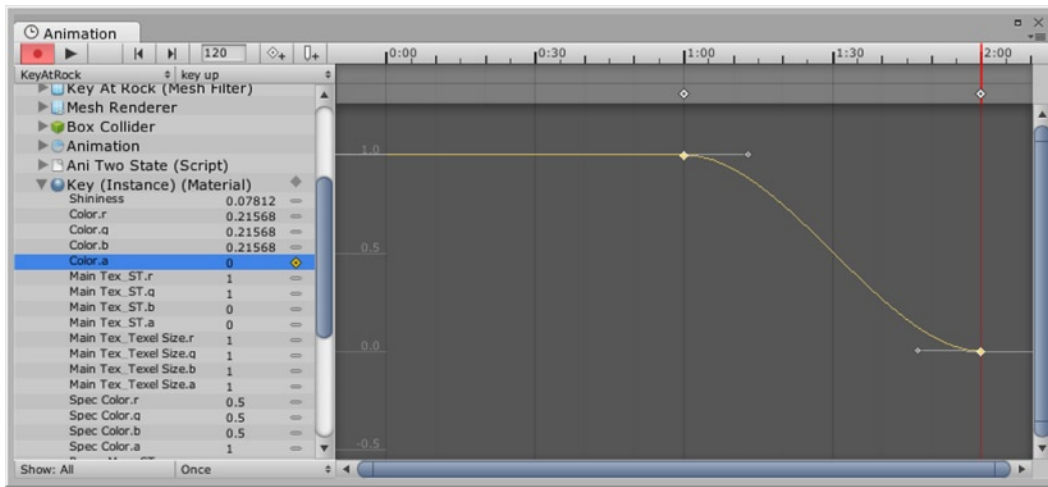 Animation
120
0:00 0:30 1:00 1:30 2:00
KeyAtRock key up
Key At Rock (Mesh Filter)
Mesh Renderer
Box Collider
Animation
Ani Two State (Script)
Key (Instance) (Material)
Shininess 0.07812
Color.r 0.21568
Color.g 0.21568
Color.b 0.21568
Color.a 0
Main Tex_ST.r 1
Main Tex_ST.g 1
Main Tex_ST.b 0
Main Tex_ST.a 0
Main Tex_Texel Size.r 1
Main Tex_Texel Size.g 1
Main Tex_Texel Size.b 1
Main Tex_Texel Size.a 1
Spec Color.r 0.5
Spec Color.g 0.5
Spec Color.b 0.5
Spec Color.a 1
Show: All Once
1.0
0.5
0.0
-0.5